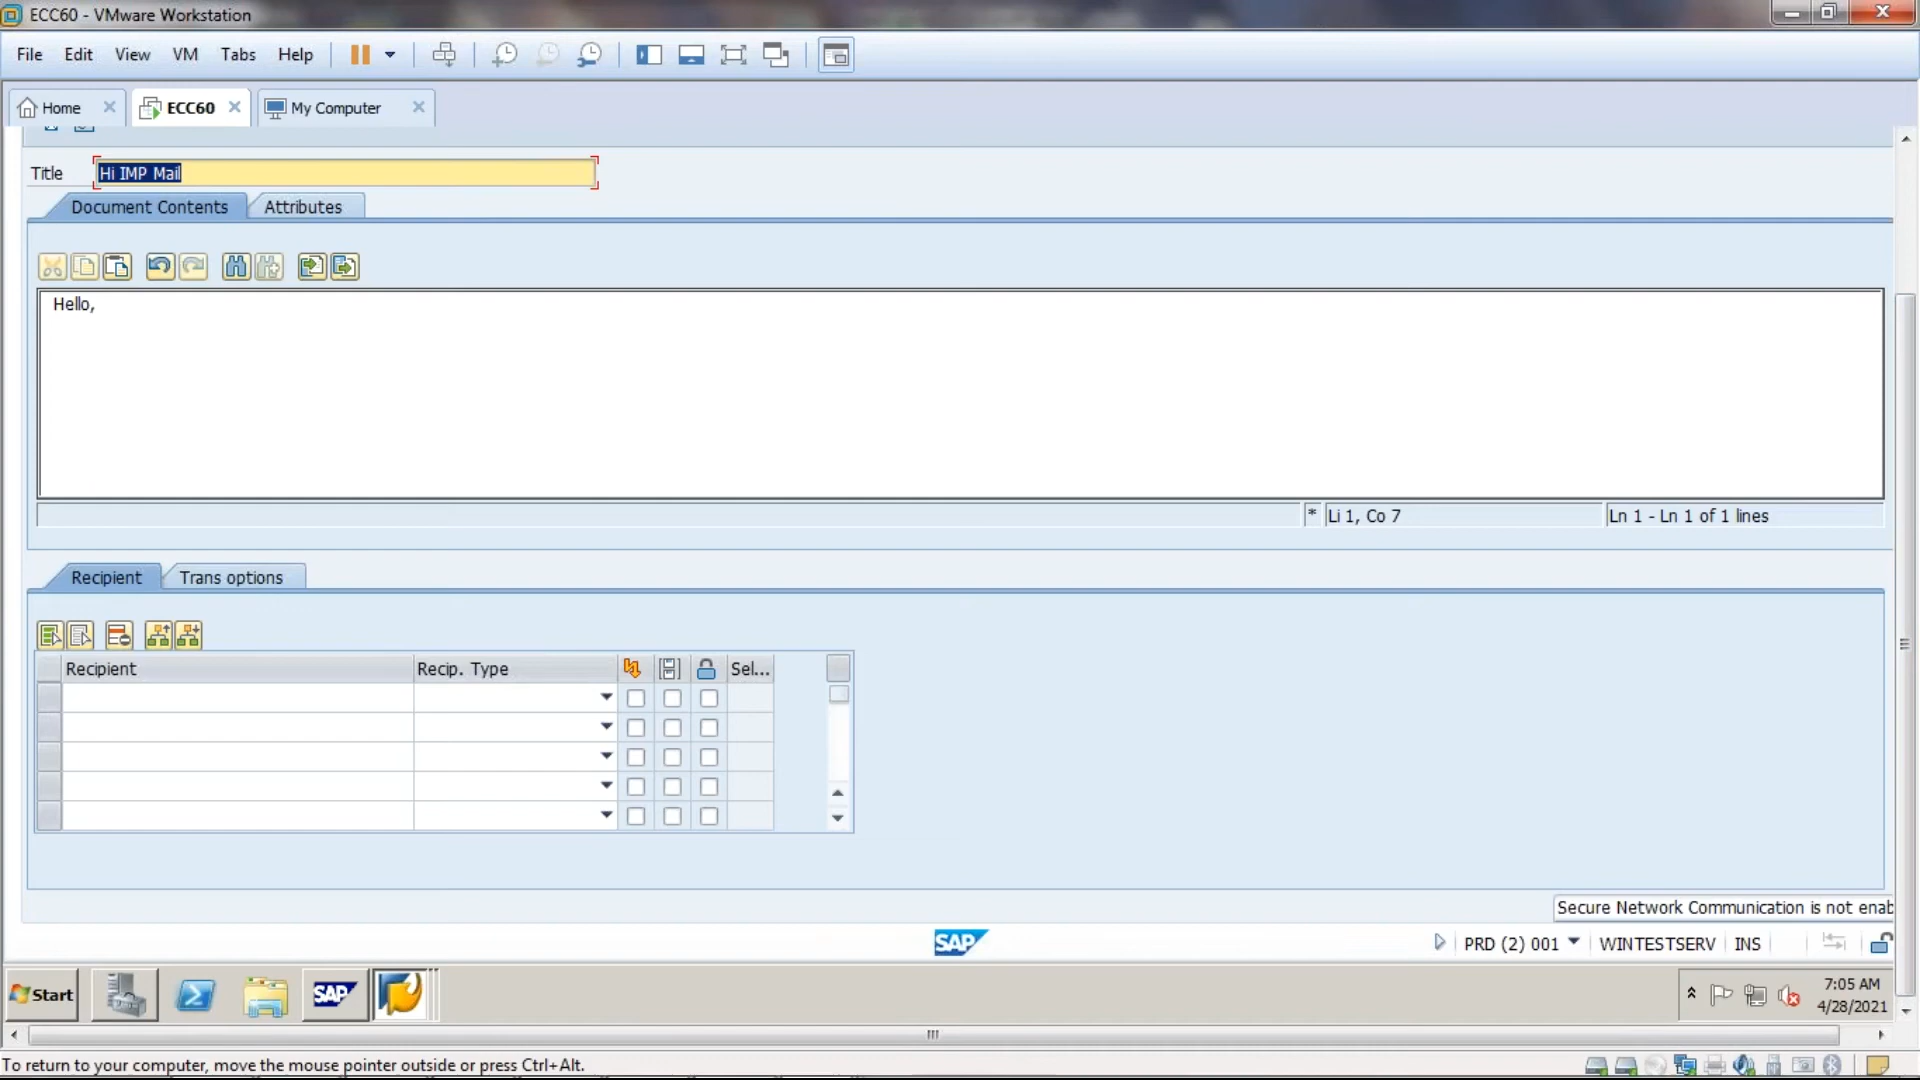 ECC60 - VMware Workstation
File Edit View VM Tabs Help
Home ECC60 My Computer
Title Hi IMP Mail
Document Contents Attributes
Hello,
* Li 1, Co 7 Ln 1 - Ln 1 of 1 lines
Recipient Trans options
Recipient Recip. Type Sel...
Secure Network Communication is not enab
SAP PRD (2) 001 WINTESTSERV INS
Start SAP 7:05 AM
4/28/2021
To return to your computer, move the mouse pointer outside or press Ctrl+Alt.